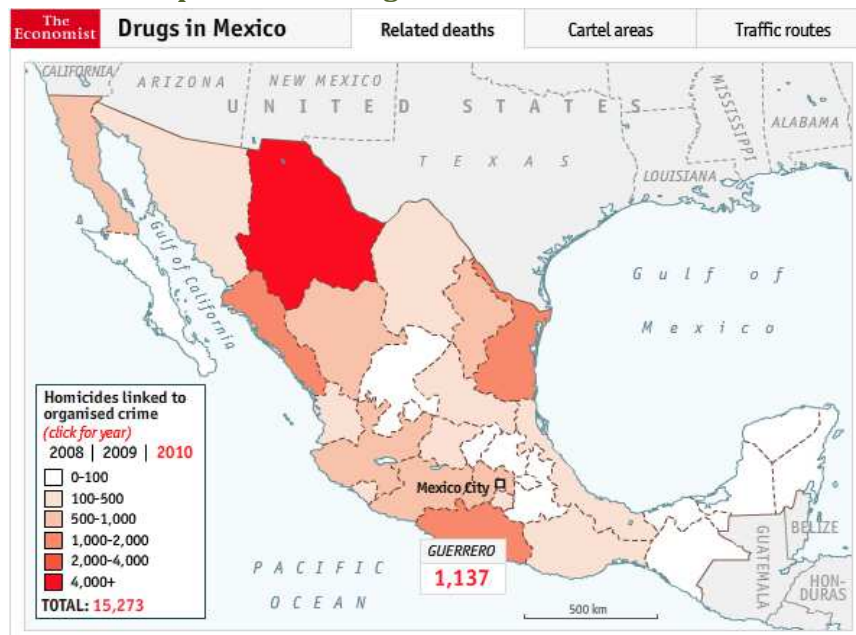 The
Economist
Drugs in Mexico
Related deaths
Cartel areas
Traffic routes
CALIFORNIA
ARIZONA
NEW MEXICO
UNITED STATES
TEXAS
MISSISSIPPI
ALABAMA
LOUISIANA
Gulf of California
Gulf of
Mexico
Homicides linked to
organised crime
(click for year)
2008 | 2009 | 2010
0-100
100-500
500-1,000
1,000-2,000
2,000-4,000
4,000+
TOTAL: 15,273
Mexico City
GUERRERO
1,137
PACIFIC
OCEAN
500 km
GUATEMALA
BELIZE
HON-
DURAS